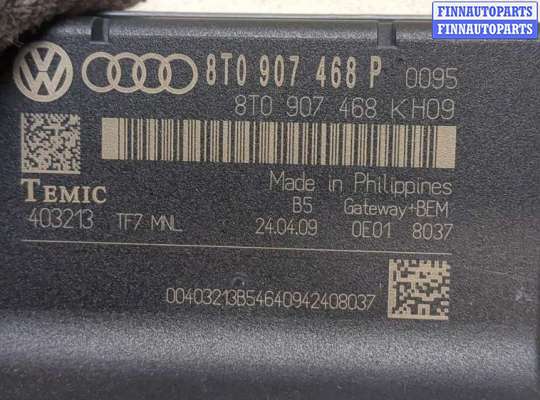 FINNAUTOPARTS
FINNAUTOPARTS
8T0 907 468 P 0095
8T0 907 468 KH09
TEMIC
Made in Philippines
B5 Gateway+BEM
403213 TF7 MNL 24.04.09 0E01 8037
00403213B54640942408037